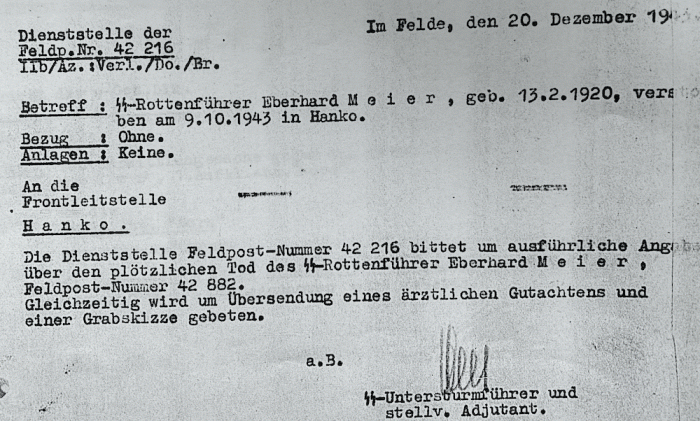 Dienststelle der
Im Felde, den 20. Dezember 19
Feldp.Nr. 42 216
IIb/Az.:Verl./Do./Br.
Betreff : ᛋᛋ-Rottenführer Eberhard M e i e r , geb. 13.2.1920, verstor
ben am 9.10.1943 in Hanko.
Bezug : Ohne.
Anlagen : Keine.
An die
Frontleitstelle
H a n k o .
Die Dienststelle Feldpost-Nummer 42 216 bittet um ausführliche Angabe
über den plötzlichen Tod des ᛋᛋ-Rottenführer Eberhard M e i e r ,
Feldpost-Nummer 42 882.
Gleichzeitig wird um Übersendung eines ärztlichen Gutachtens und
einer Grabskizze gebeten.
a.B.
ᛋᛋ-Untersturmführer und
stellv. Adjutant.